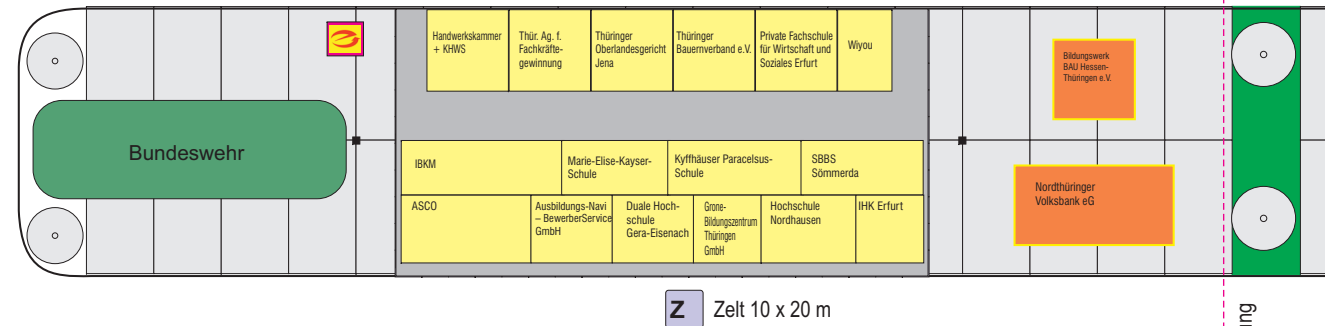 Handwerkskammer
+ KHWS
Thür. Ag. f.
Fachkräfte-
gewinnung
Thüringer
Oberlandesgericht
Jena
Thüringer
Bauernverband e.V.
Private Fachschule
für Wirtschaft und
Soziales Erfurt
Wiyou
Bildungswerk
BAU Hessen-
Thüringen e.V.
Bundeswehr
IBKM
Marie-Elise-Kayser-
Schule
Kyffhäuser Paracelsus-
Schule
SBBS
Sömmerda
Nordthüringer
Volksbank eG
ASCO
Ausbildungs-Navi
– BewerberService
GmbH
Duale Hoch-
schule
Gera-Eisenach
Grone-
Bildungszentrum
Thüringen
GmbH
Hochschule
Nordhausen
IHK Erfurt
Z Zelt 10 x 20 m
ung